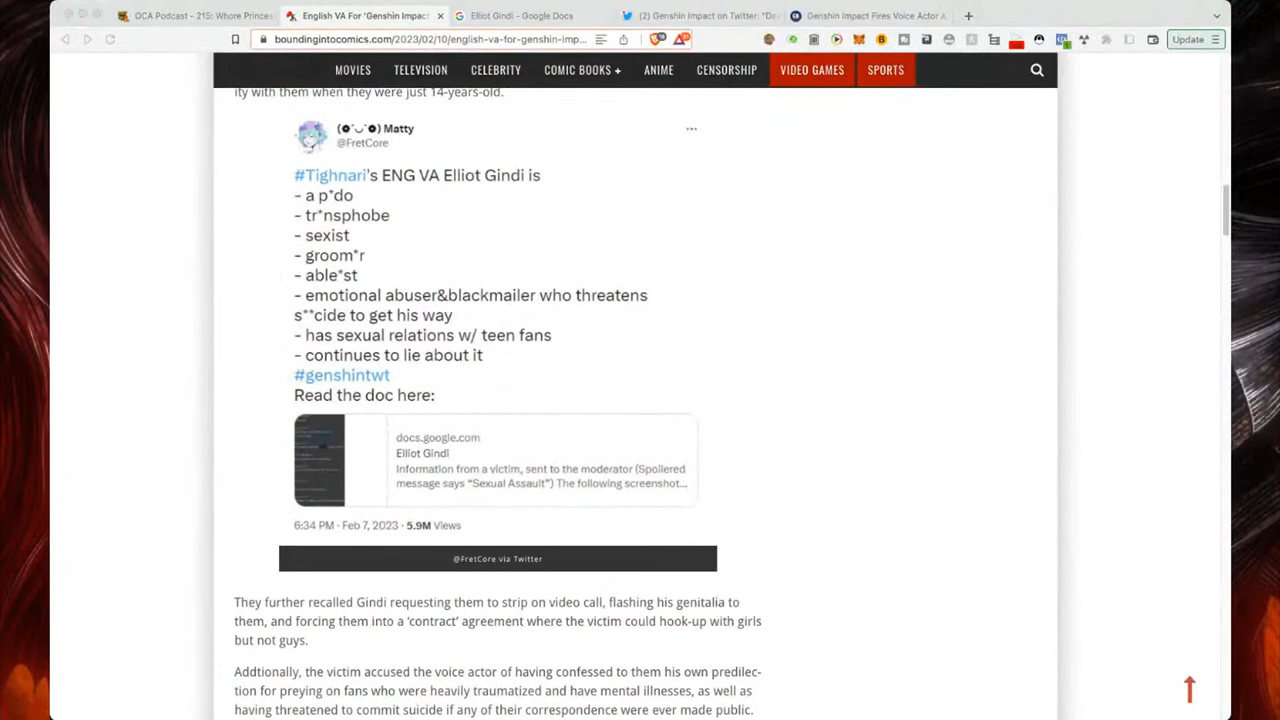 OCA Podcast - 215: Whore Princes
English VA For 'Genshin Impact
Elliot Gindi - Google Docs
(2) Genshin Impact on Twitter: "De
Genshin Impact Fires Voice Actor A
boundingintocomics.com/2023/02/10/english-va-for-genshin-imp...
Update
MOVIES TELEVISION CELEBRITY COMIC BOOKS + ANIME CENSORSHIP VIDEO GAMES SPORTS
ity with them when they were just 14-years-old.
Matty
@FretCore
#Tighnari's ENG VA Elliot Gindi is
- a p*do
- tr*nsphobe
- sexist
- groom*r
- able*st
- emotional abuser&blackmailer who threatens
s**cide to get his way
- has sexual relations w/ teen fans
- continues to lie about it
#genshintwt
Read the doc here:
docs.google.com
Elliot Gindi
Information from a victim, sent to the moderator (Spoilered
message says “Sexual Assault”) The following screenshot...
6:34 PM · Feb 7, 2023 · 5.9M Views
@FretCore via Twitter
They further recalled Gindi requesting them to strip on video call, flashing his genitalia to
them, and forcing them into a ‘contract’ agreement where the victim could hook-up with girls
but not guys.
Addtionally, the victim accused the voice actor of having confessed to them his own predilec-
tion for preying on fans who were heavily traumatized and have mental illnesses, as well as
having threatened to commit suicide if any of their correspondence were ever made public.